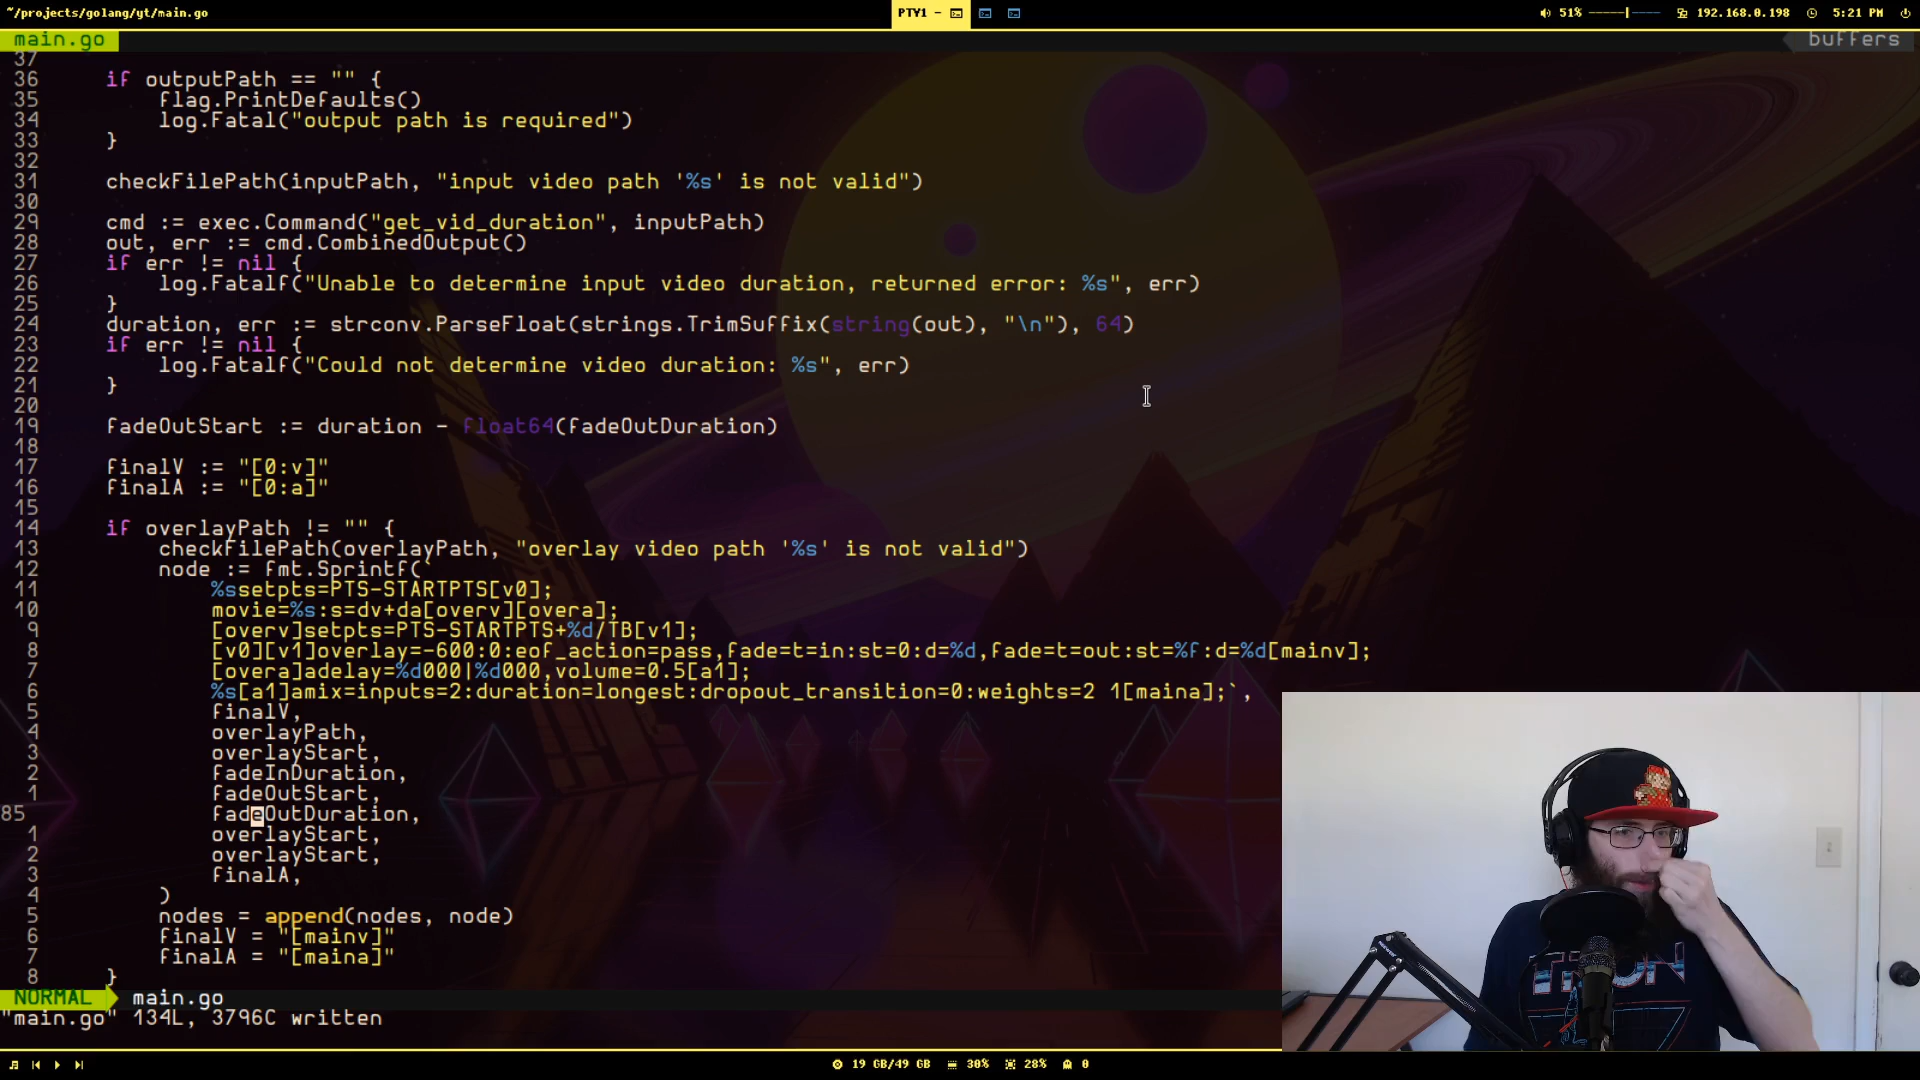 ~/projects/golang/yt/main.go
PTY1 -
51%
192.168.0.198
5:21 PM
main.go
buffers
37
36 if outputPath == "" {
35 flag.PrintDefaults()
34 log.Fatal("output path is required")
33 }
32
31 checkFilePath(inputPath, "input video path '%s' is not valid")
30
29 cmd := exec.Command("get_vid_duration", inputPath)
28 out, err := cmd.CombinedOutput()
27 if err != nil {
26 log.Fatalf("Unable to determine input video duration, returned error: %s", err)
25 }
24 duration, err := strconv.ParseFloat(strings.TrimSuffix(string(out), "\n"), 64)
23 if err != nil {
22 log.Fatalf("Could not determine video duration: %s", err)
21 }
20
19 fadeOutStart := duration - float64(fadeOutDuration)
18
17 finalV := "[0:v]"
16 finalA := "[0:a]"
15
14 if overlayPath != "" {
13 checkFilePath(overlayPath, "overlay video path '%s' is not valid")
12 node := fmt.Sprintf(`
11 %ssetpts=PTS-STARTPTS[v0];
10 movie=%s:s=dv+da[overv][overa];
9 [overv]setpts=PTS-STARTPTS+%d/TB[v1];
8 [v0][v1]overlay=-600:0:eof_action=pass,fade=t=in:st=0:d=%d,fade=t=out:st=%f:d=%d[mainv];
7 [overa]adelay=%d000|%d000,volume=0.5[a1];
6 %s[a1]amix=inputs=2:duration=longest:dropout_transition=0:weights=2 1[maina];`,
5 finalV,
4 overlayPath,
3 overlayStart,
2 fadeInDuration,
1 fadeOutStart,
85 fadeOutDuration,
1 overlayStart,
2 overlayStart,
3 finalA,
4 )
5 nodes = append(nodes, node)
6 finalV = "[mainv]"
7 finalA = "[maina]"
8 }
NORMAL main.go
"main.go" 134L, 3796C written
19 GB/49 GB
30%
28%
0